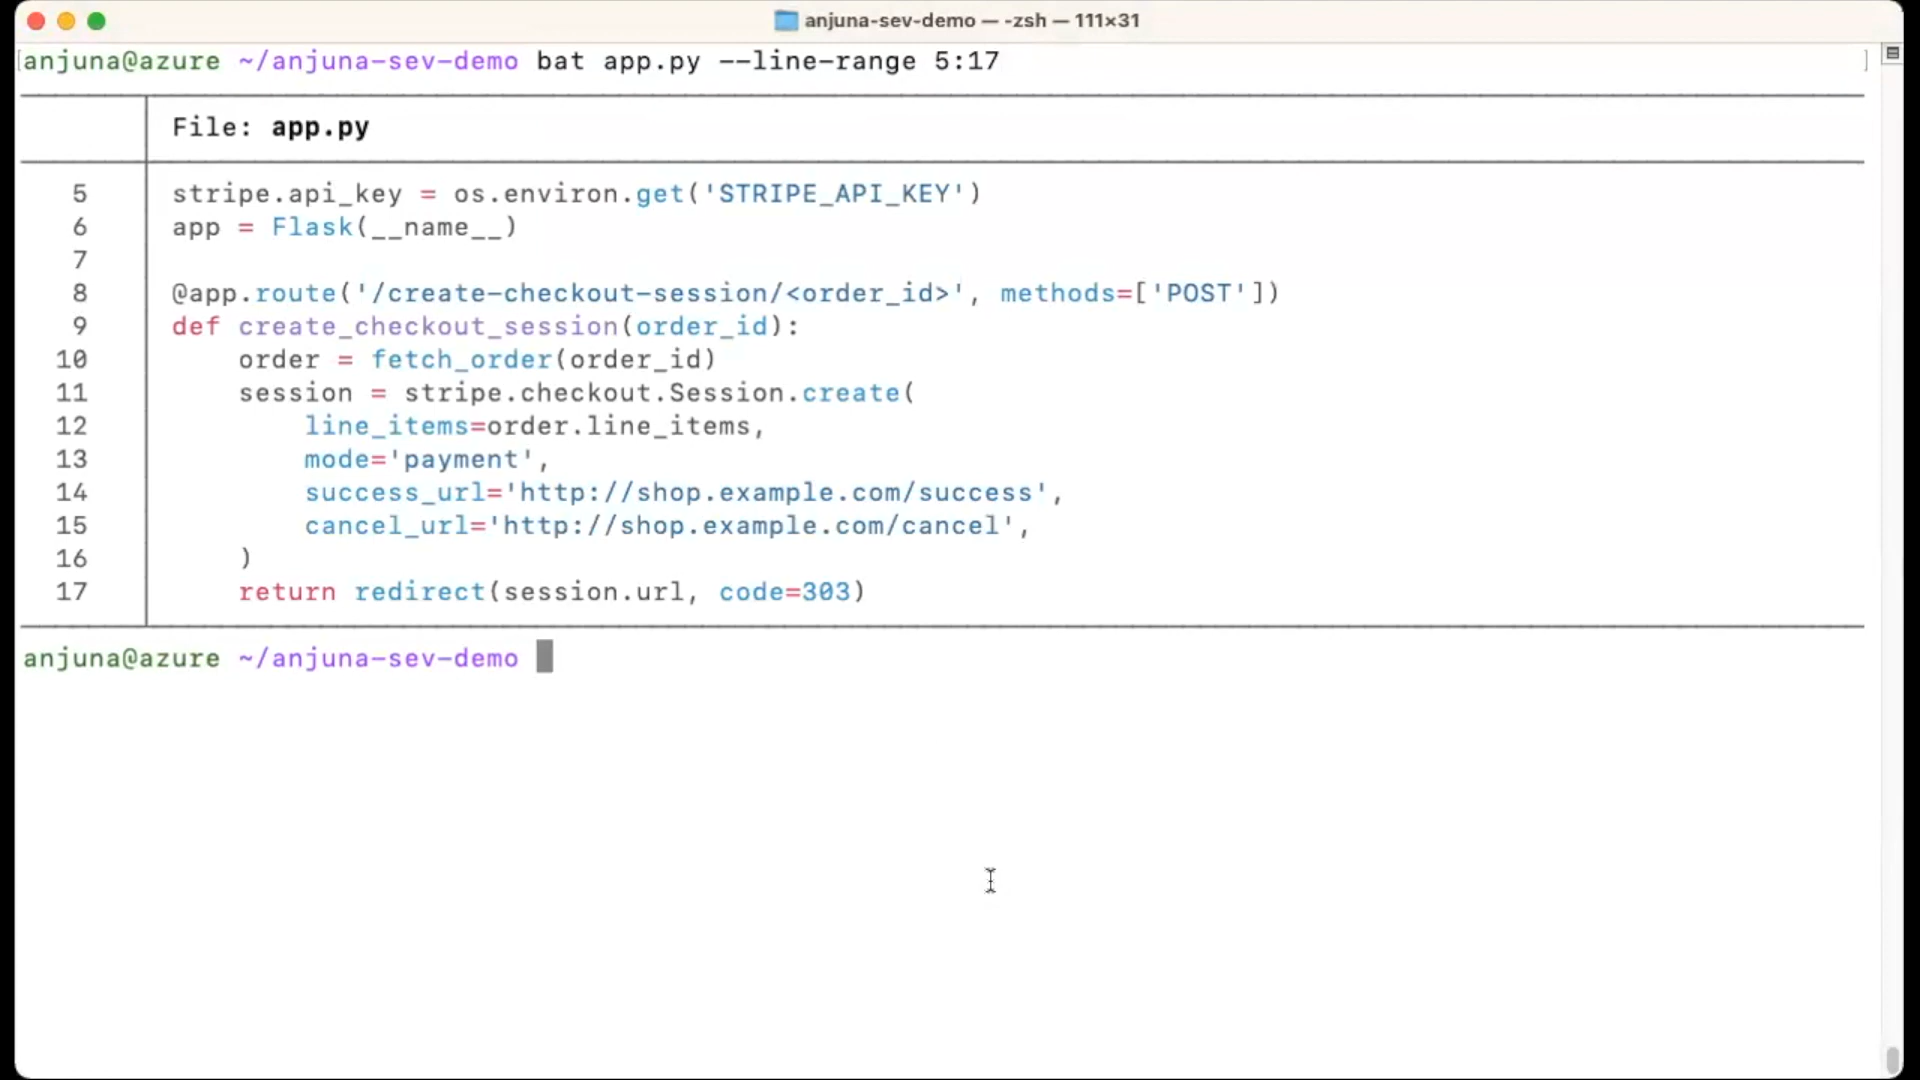 anjuna-sev-demo — -zsh — 111×31
[anjuna@azure ~/anjuna-sev-demo bat app.py --line-range 5:17 ]
File: app.py
5 stripe.api_key = os.environ.get('STRIPE_API_KEY')
6 app = Flask(__name__)
7
8 @app.route('/create-checkout-session/<order_id>', methods=['POST'])
9 def create_checkout_session(order_id):
10     order = fetch_order(order_id)
11     session = stripe.checkout.Session.create(
12         line_items=order.line_items,
13         mode='payment',
14         success_url='http://shop.example.com/success',
15         cancel_url='http://shop.example.com/cancel',
16     )
17     return redirect(session.url, code=303)
anjuna@azure ~/anjuna-sev-demo